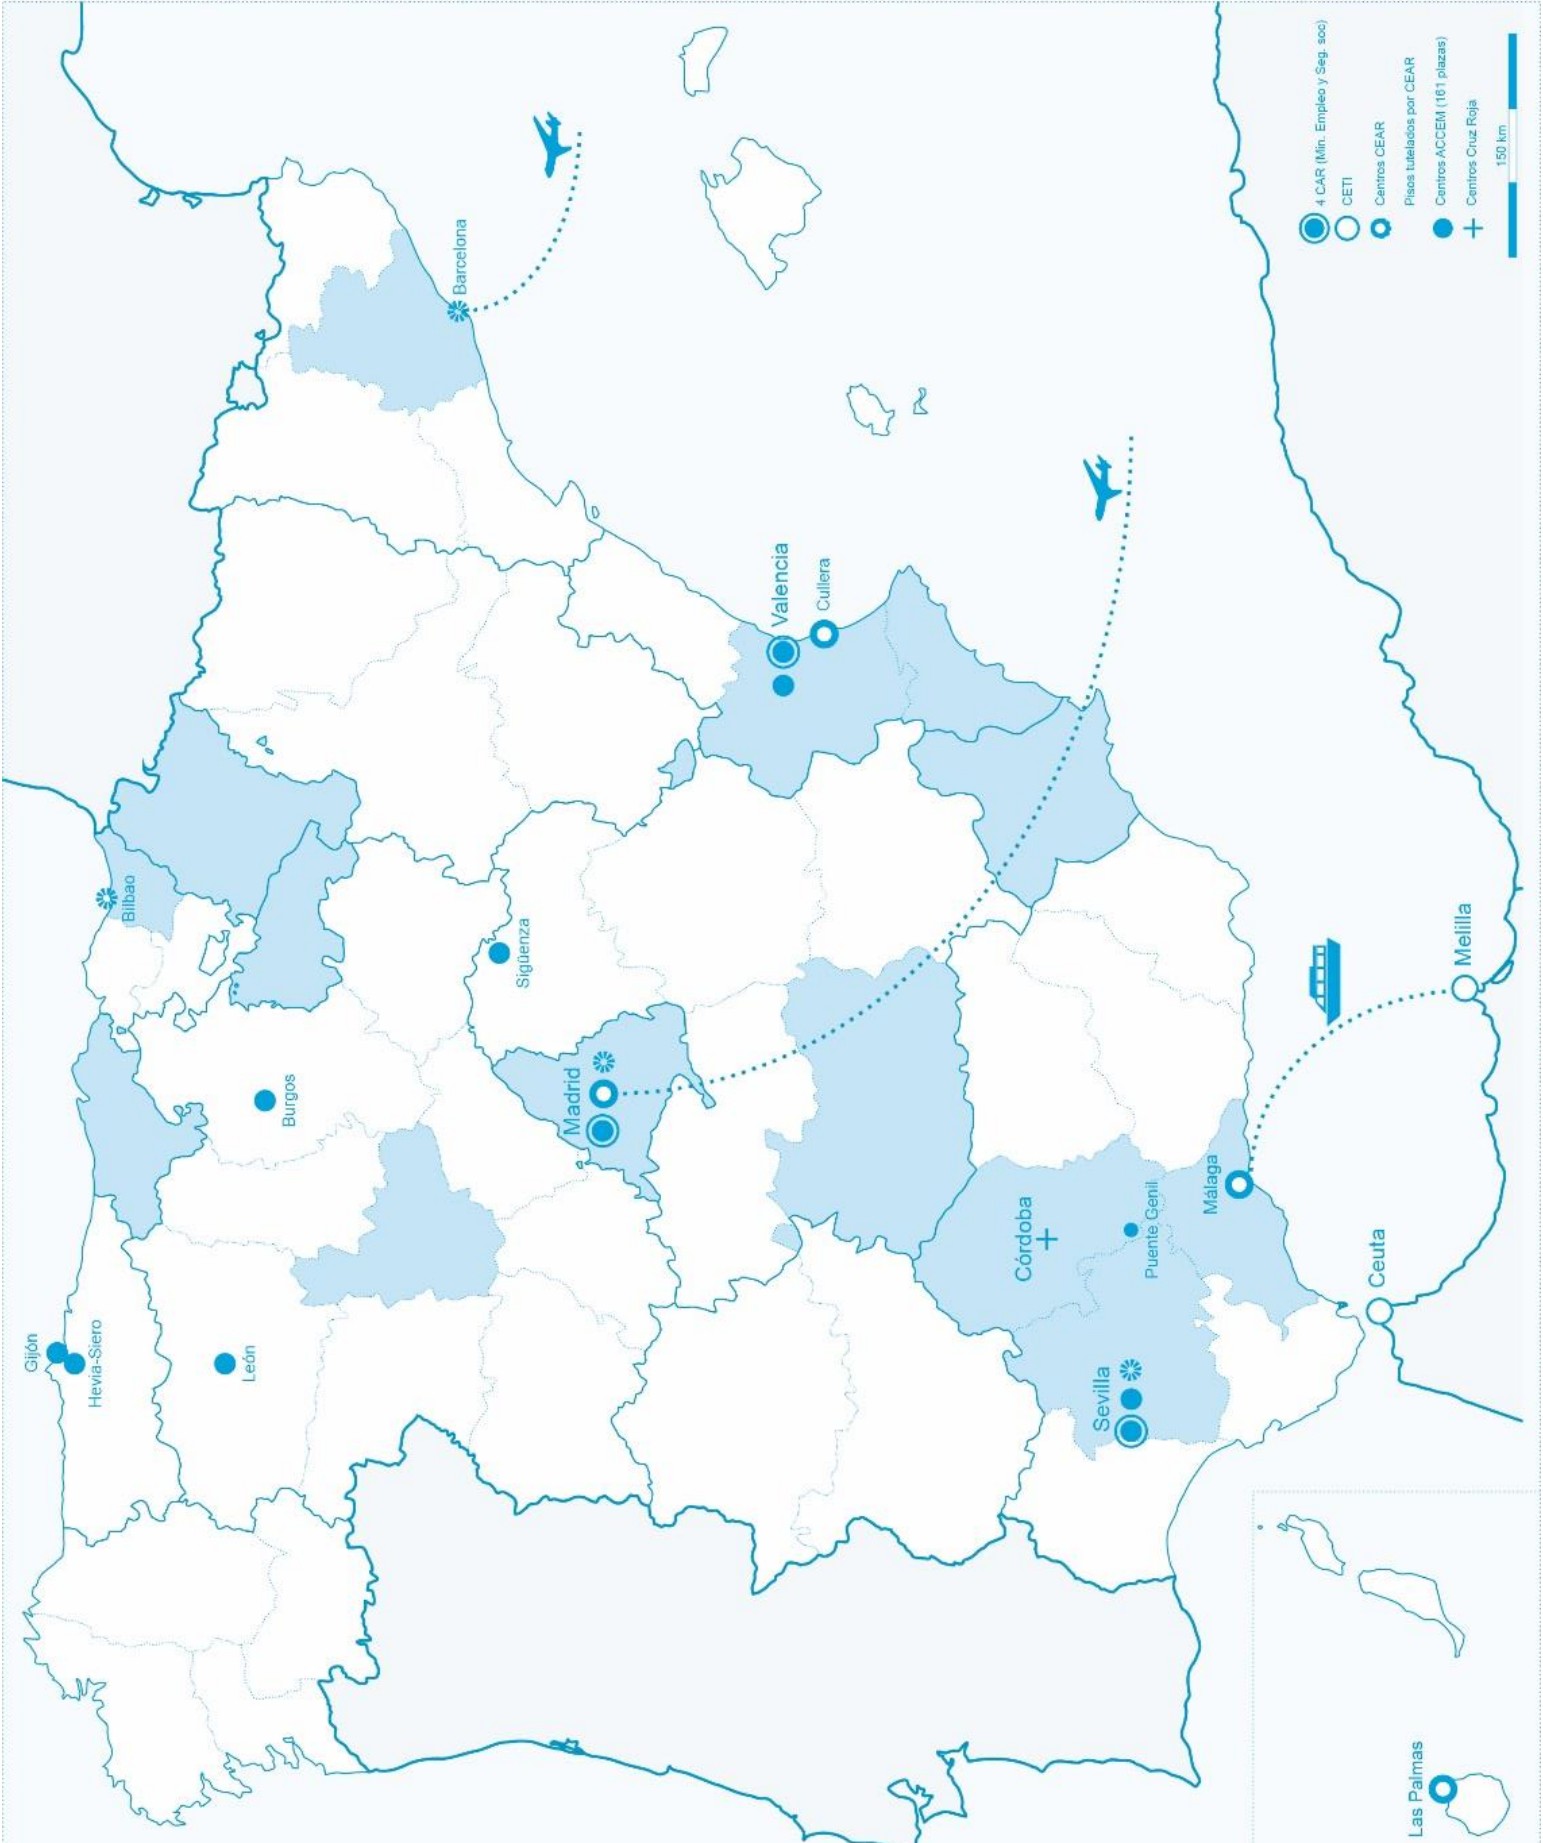 Gijón
Hevia-Siero
León
Burgos
Bilbao
Barcelona
Sigüenza
Madrid
Valencia
Cullera
Córdoba
Puente Genil
Sevilla
Málaga
Ceuta
Melilla
Las Palmas
4 CAR (Min. Empleo y Seg. soc)
CETI
Centros CEAR
Pisos tutelados por CEAR
Centros ACCEM (161 plazas)
Centros Cruz Roja
150 km